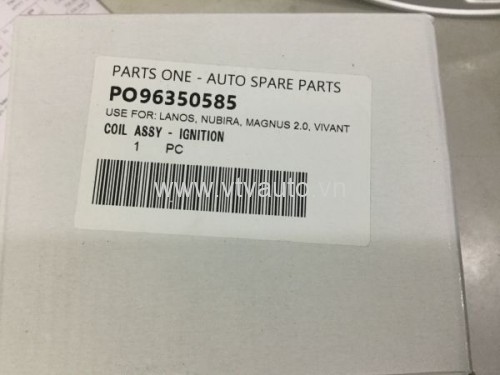 PARTS ONE - AUTO SPARE PARTS
PO96350585
USE FOR: LANOS, NUBIRA, MAGNUS 2.0, VIVANT
COIL ASSY - IGNITION
1 PC
www.vtvauto.vn